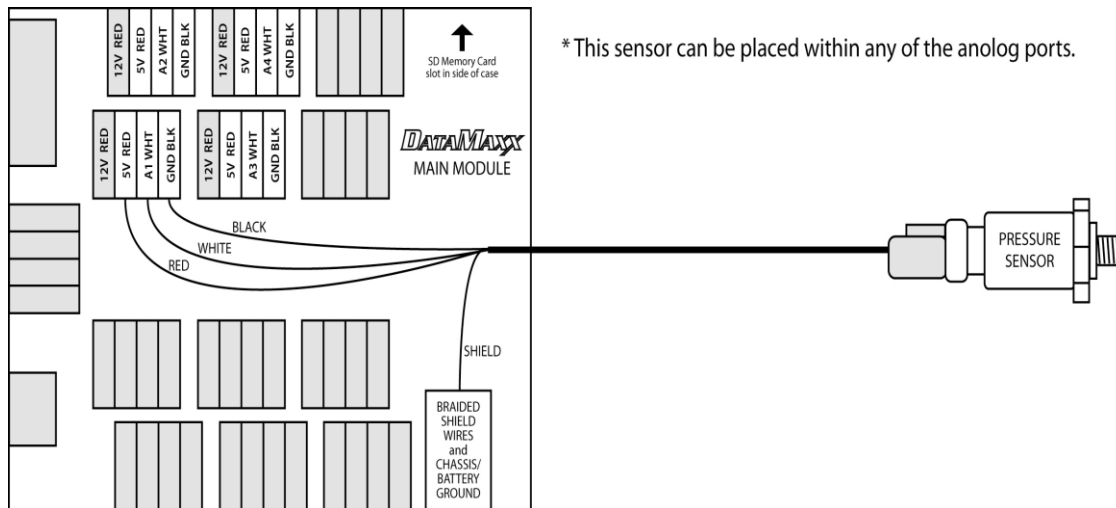 12V RED
5V RED
A2 WHT
GND BLK
12V RED
5V RED
A4 WHT
GND BLK
SD Memory Card
slot in side of case
* This sensor can be placed within any of the anolog ports.
12V RED
5V RED
A1 WHT
GND BLK
12V RED
5V RED
A3 WHT
GND BLK
DATAMAXX
MAIN MODULE
BLACK
WHITE
RED
PRESSURE
SENSOR
SHIELD
BRAIDED
SHIELD
WIRES
and
CHASSIS/
BATTERY
GROUND